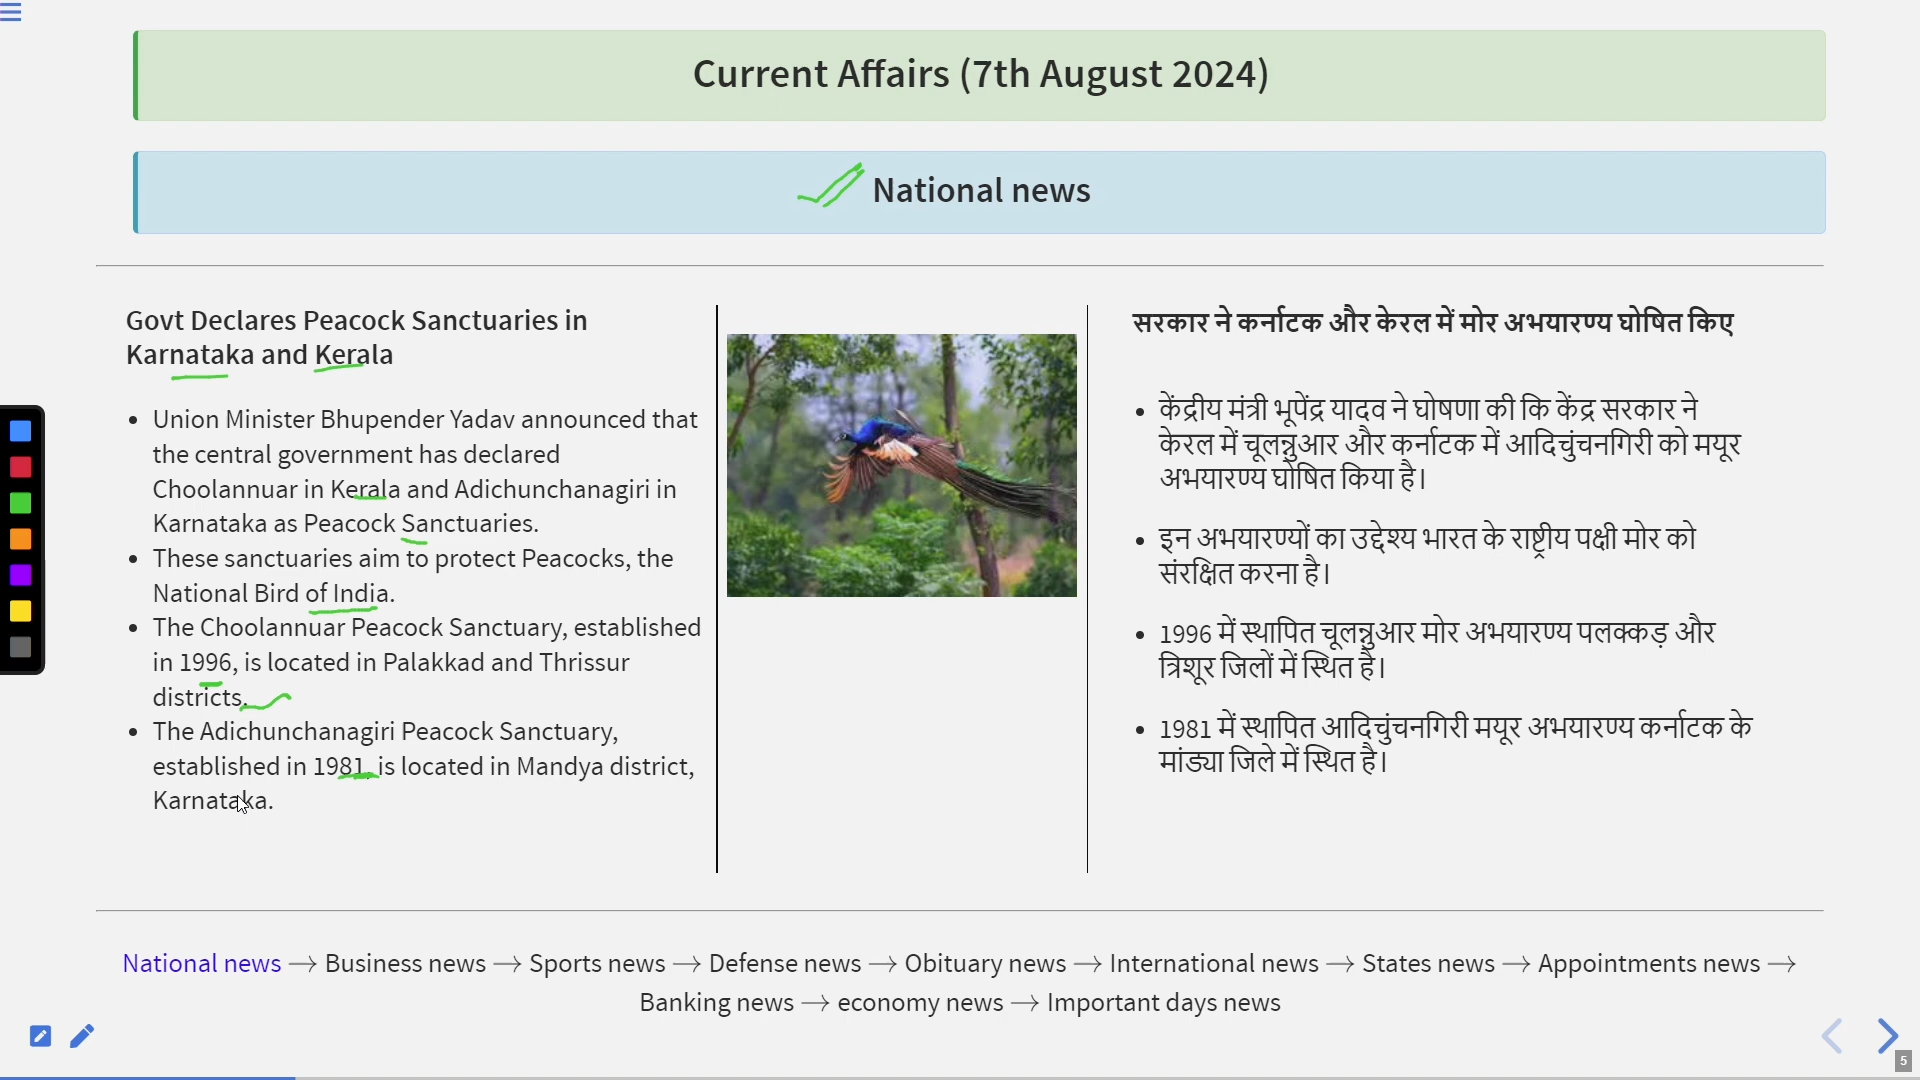 Current Affairs (7th August 2024)
National news
Govt Declares Peacock Sanctuaries in
Karnataka and Kerala
• Union Minister Bhupender Yadav announced that
the central government has declared
Choolannuar in Kerala and Adichunchanagiri in
Karnataka as Peacock Sanctuaries.
• These sanctuaries aim to protect Peacocks, the
National Bird of India.
• The Choolannuar Peacock Sanctuary, established
in 1996, is located in Palakkad and Thrissur
districts.
• The Adichunchanagiri Peacock Sanctuary,
established in 1981, is located in Mandya district,
Karnataka.
सरकार ने कर्नाटक और केरल में मोर अभयारण्य घोषित किए
• केंद्रीय मंत्री भूपेंद्र यादव ने घोषणा की कि केंद्र सरकार ने
केरल में चूलन्नुआर और कर्नाटक में आदिचुंचनगिरी को मयूर
अभयारण्य घोषित किया है।
• इन अभयारण्यों का उद्देश्य भारत के राष्ट्रीय पक्षी मोर को
संरक्षित करना है।
• 1996 में स्थापित चूलन्नुआर मोर अभयारण्य पलक्कड़ और
त्रिशूर जिलों में स्थित है।
• 1981 में स्थापित आदिचुंचनगिरी मयूर अभयारण्य कर्नाटक के
मांड्या जिले में स्थित है।
National news → Business news → Sports news → Defense news → Obituary news → International news → States news → Appointments news →
Banking news → economy news → Important days news
5